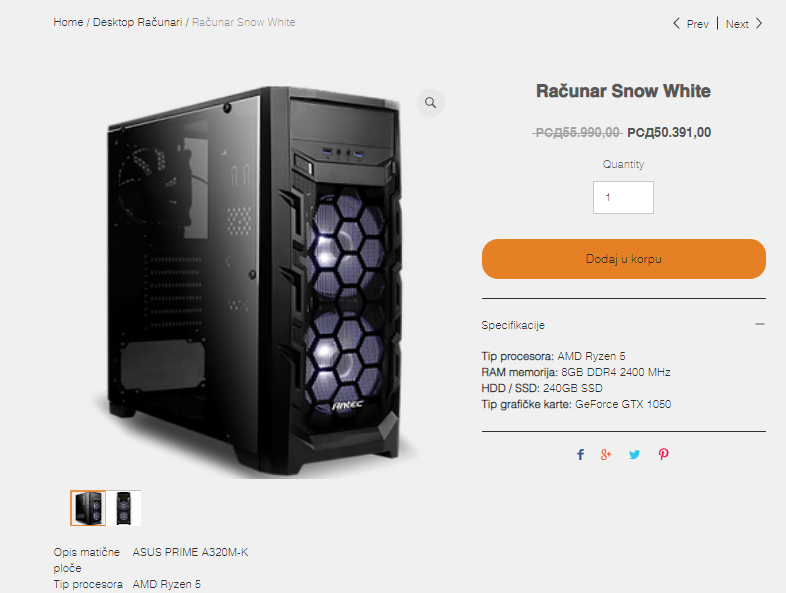 Home / Desktop Računari / Računar Snow White
Prev | Next
Računar Snow White
РСД55.990,00 РСД50.391,00
Quantity
1
Dodaj u korpu
Specifikacije
Tip procesora: AMD Ryzen 5
RAM memorija: 8GB DDR4 2400 MHz
HDD / SSD: 240GB SSD
Tip grafičke karte: GeForce GTX 1050
ANTEC
Opis matične ploče
ASUS PRIME A320M-K
Tip procesora AMD Ryzen 5